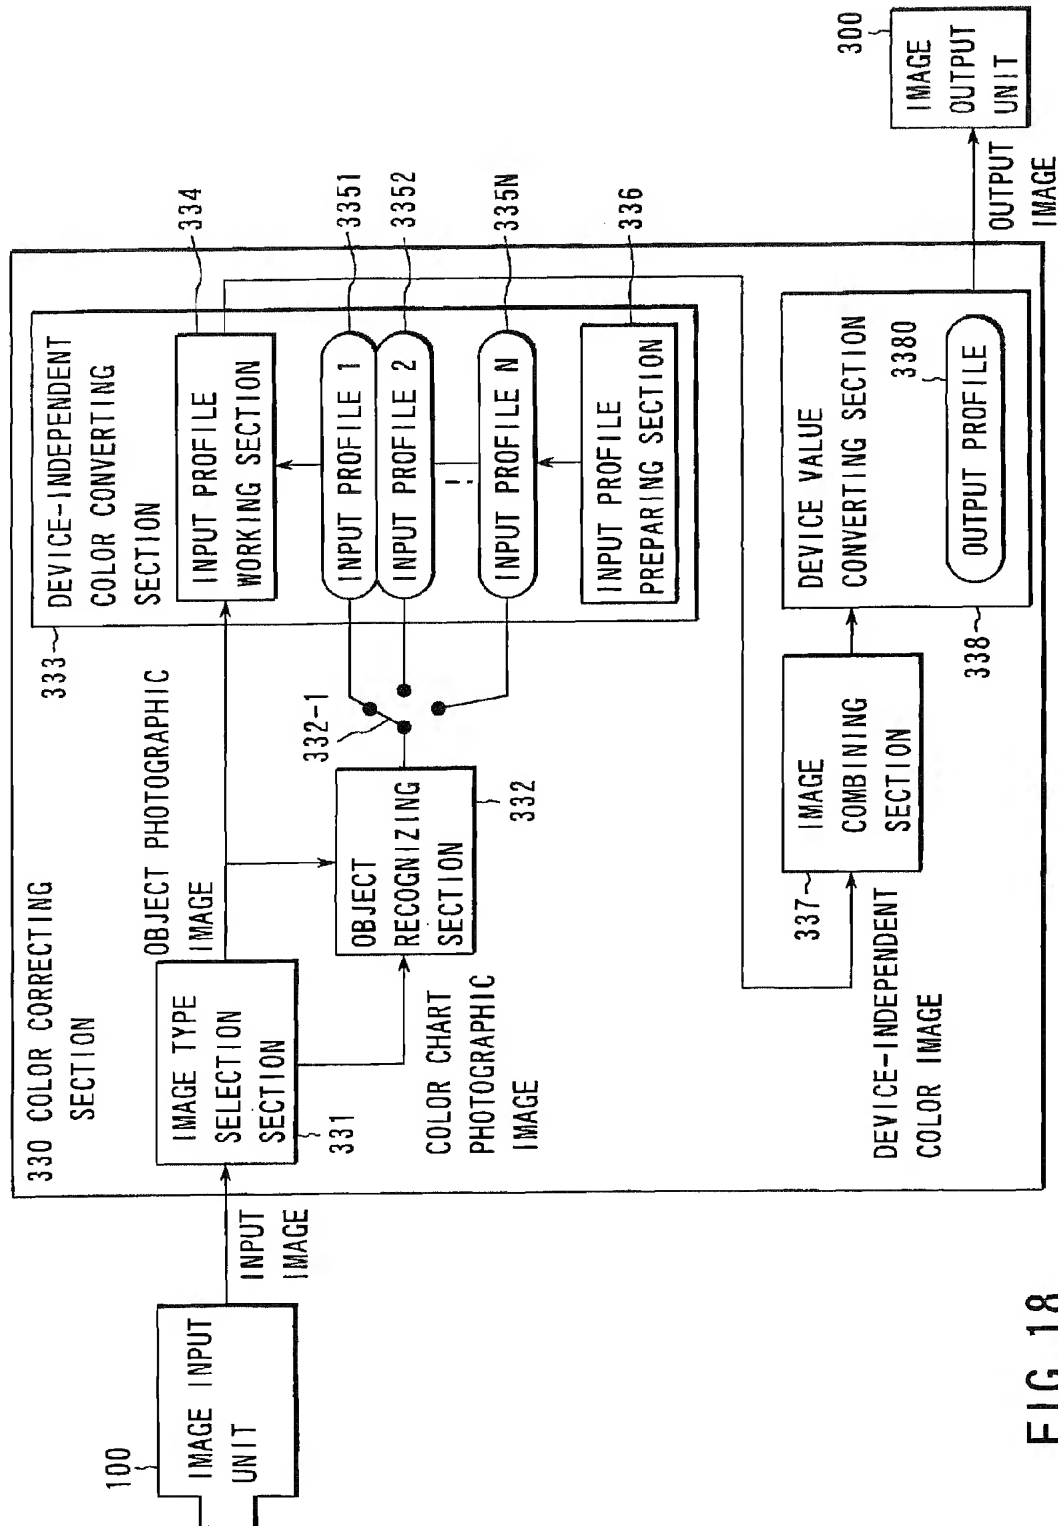 330 COLOR CORRECTING
SECTION
100
IMAGE INPUT
UNIT
INPUT
IMAGE
IMAGE TYPE
SELECTION
SECTION
331
OBJECT PHOTOGRAPHIC
IMAGE
COLOR CHART
PHOTOGRAPHIC
IMAGE
OBJECT
RECOGNIZING
SECTION
332
332-1
333
DEVICE-INDEPENDENT
COLOR CONVERTING
SECTION
INPUT PROFILE
WORKING SECTION
334
INPUT PROFILE 1
3351
INPUT PROFILE 2
3352
INPUT PROFILE N
335N
INPUT PROFILE
PREPARING SECTION
336
DEVICE-INDEPENDENT
COLOR IMAGE
337
IMAGE
COMBINING
SECTION
DEVICE VALUE
CONVERTING SECTION
3380
OUTPUT PROFILE
338
OUTPUT
IMAGE
300
IMAGE
OUTPUT
UNIT
FIG. 18